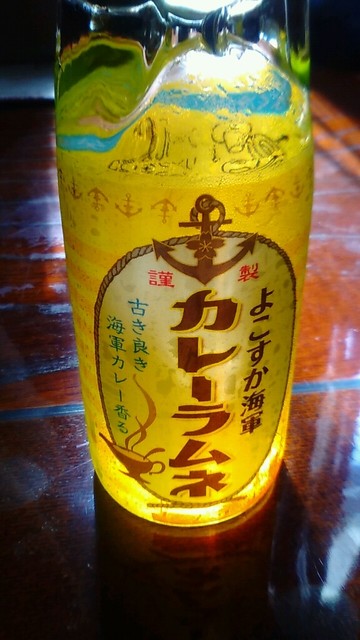 謹製
よこすか海軍
カレーラムネ
古き良き
海軍カレー香る